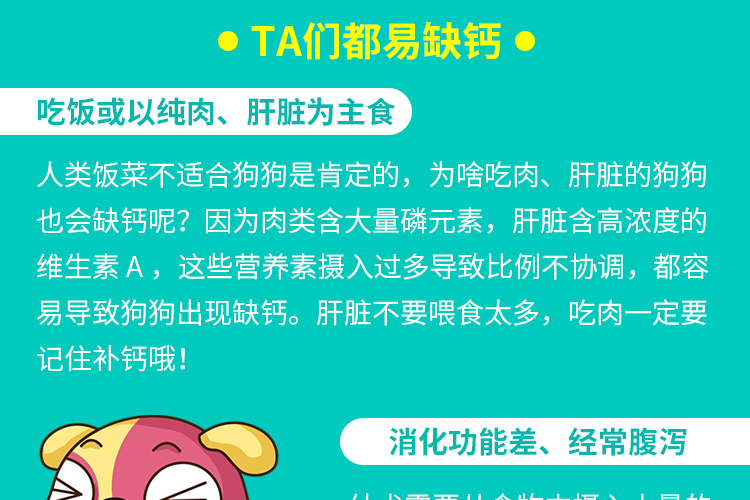 TA们都易缺钙
吃饭或以纯肉、肝脏为主食
人类饭菜不适合狗狗是肯定的，为啥吃肉、肝脏的狗狗
也会缺钙呢？因为肉类含大量磷元素，肝脏含高浓度的
维生素 A ，这些营养素摄入过多导致比例不协调，都容
易导致狗狗出现缺钙。肝脏不要喂食太多，吃肉一定要
记住补钙哦！
消化功能差、经常腹泻